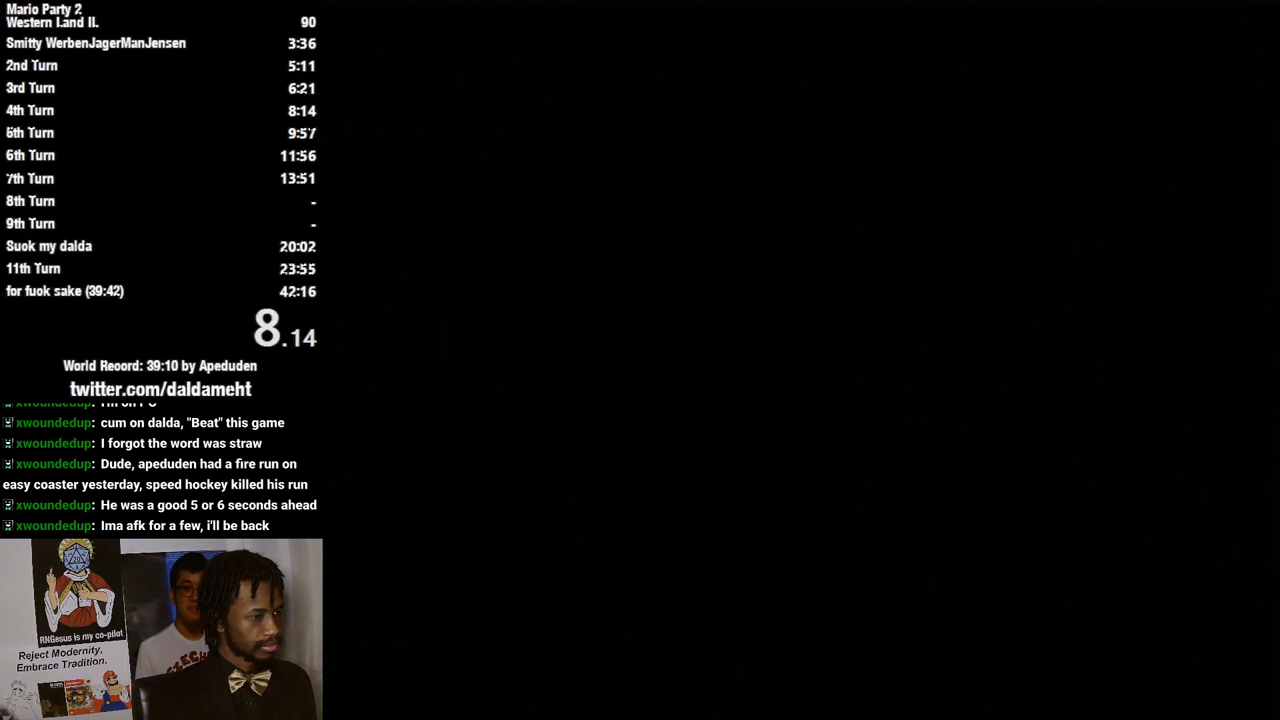 Mario Party 2
Western Land II. 90
Smitty WerbenJagerManJensen 3:36
2nd Turn 5:11
3rd Turn 6:21
4th Turn 8:14
5th Turn 9:57
6th Turn 11:56
7th Turn 13:51
8th Turn -
9th Turn -
Suok my dalda 20:02
11th Turn 23:55
for fuok sake (39:42) 42:16
8.14
World Reoord: 39:10 by Apeduden
twitter.com/daldameht
xwoundedup: cum on dalda, "Beat" this game
xwoundedup: I forgot the word was straw
xwoundedup: Dude, apeduden had a fire run on
easy coaster yesterday, speed hockey killed his run
xwoundedup: He was a good 5 or 6 seconds ahead
xwoundedup: Ima afk for a few, i'll be back
RNGesus is my co-pilot
Reject Modernity,
Embrace Tradition.